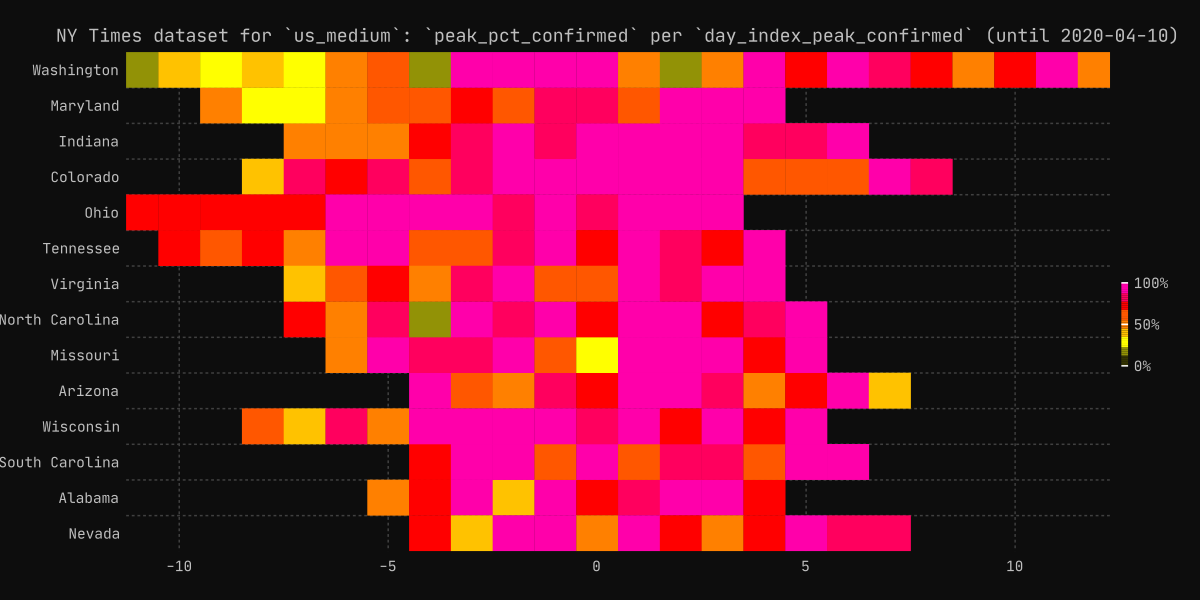 NY Times dataset for `us_medium`: `peak_pct_confirmed` per `day_index_peak_confirmed` (until 2020-04-10)
Washington
Maryland
Indiana
Colorado
Ohio
Tennessee
Virginia
North Carolina
Missouri
Arizona
Wisconsin
South Carolina
Alabama
Nevada
100%
50%
0%
−10
−5
0
5
10